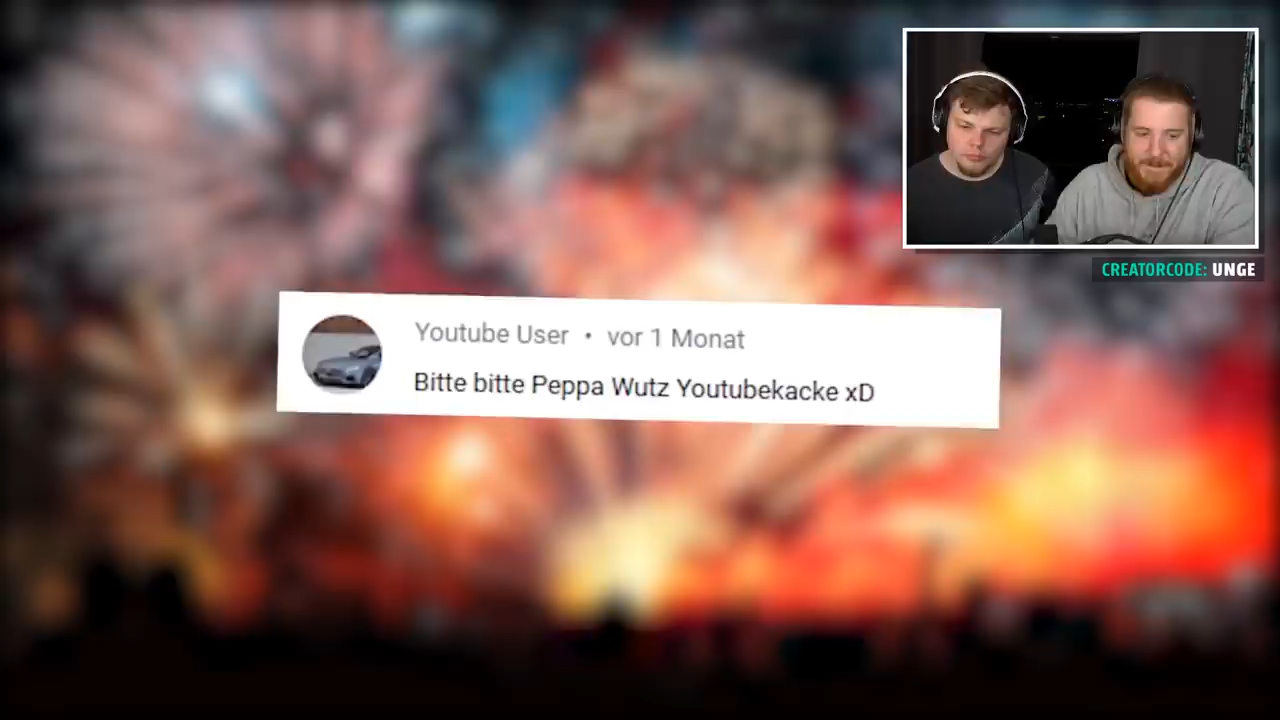 CREATORCODE: UNGE
Youtube User • vor 1 Monat
Bitte bitte Peppa Wutz Youtubekacke xD